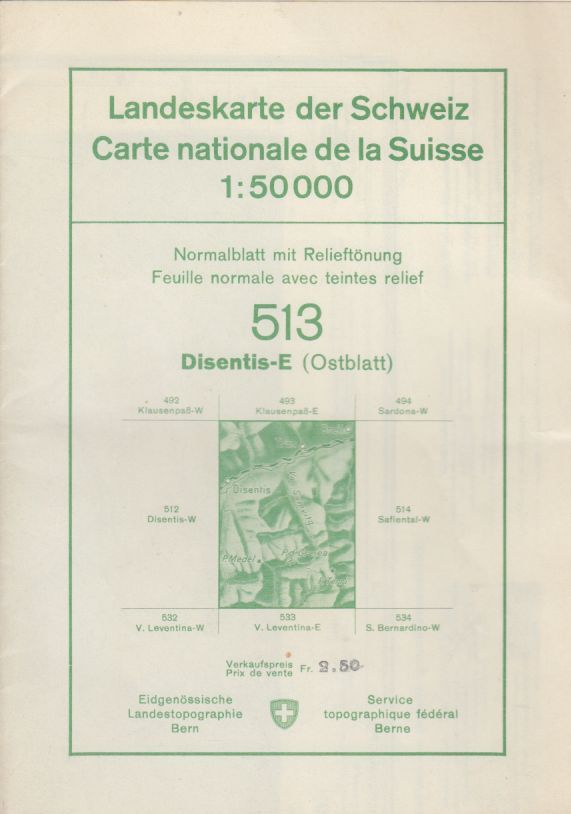 Landeskarte der Schweiz
Carte nationale de la Suisse
1:50000
Normalblatt mit Relieftönung
Feuille normale avec teintes relief
513
Disentis-E (Ostblatt)
492
Klausenpaß-W
493
Klausenpaß-E
494
Sardona-W
Disentis
P. Medel
512
Disentis-W
514
Safiental-W
532
V. Leventina-W
533
V. Leventina-E
534
S. Bernardino-W
Verkaufspreis
Prix de vente Fr. 2.50
Eidgenössische
Landestopographie
Bern
Service
topographique fédéral
Berne